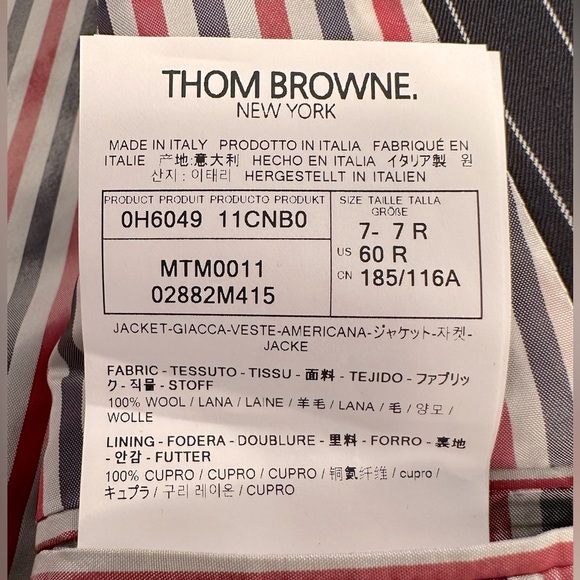 THOM BROWNE.
NEW YORK
MADE IN ITALY PRODOTTO IN ITALIA FABRIQUÉ EN
ITALIE 产地:意大利 HECHO EN ITALIA イタリア製 원
산지 : 이태리 HERGESTELLT IN ITALIEN
PRODUCT PRODUIT PRODUCTO PRODUKT
0H6049 11CNB0
MTM0011
02882M415
SIZE TAILLE TALLA
GRÖßE
7- 7 R
US 60 R
CN 185/116A
JACKET-GIACCA-VESTE-AMERICANA-ジャケット-자켓-
JACKE
FABRIC - TESSUTO - TISSU - 面料 - TEJIDO - ファブリッ
ク - 직물 - STOFF
100% WOOL / LANA / LAINE / 羊毛 / LANA / 毛 / 양모 /
WOLLE
LINING - FODERA - DOUBLURE - 里料 - FORRO - 裏地
- 안감 - FUTTER
100% CUPRO / CUPRO / CUPRO / 铜氨纤维 / cupro /
キュプラ / 구리 레이온 / CUPRO